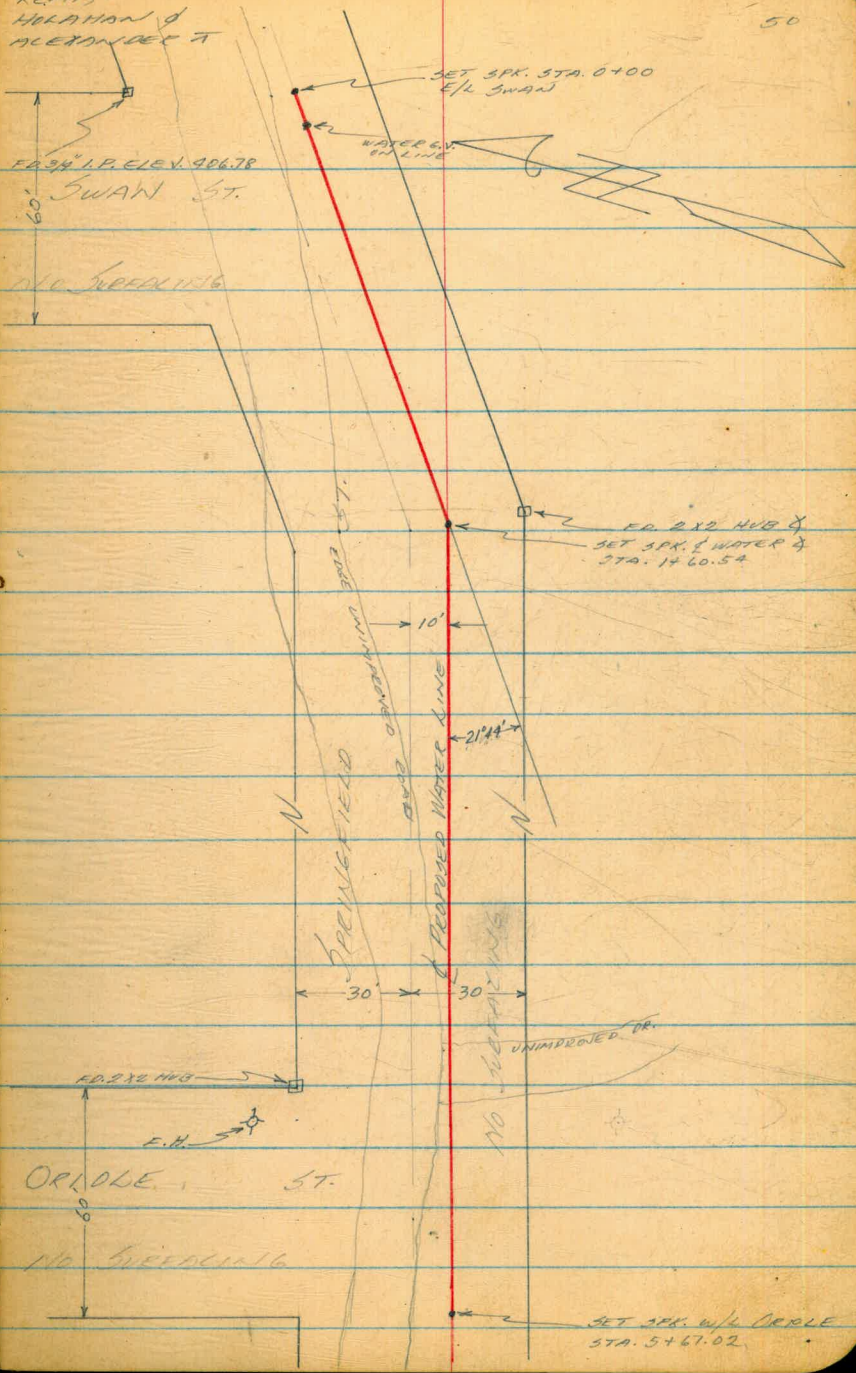 HOLAHAN &
ALEXANDER
50
SET SPK. STA. 0+00
E/L SWAN
WATER G.V.
ON LINE
FD. 3/4" I.P. ELEV. 406.78
SWAN ST.
60'
NO SURFACING
FD. 2X2 HUB
SET SPK. ℄ WATER
STA. 1+60.54
EDGE UNIMPROVED ROAD
10'
21°44'
SPRINGFIELD ST.
℄ PROPOSED WATER LINE
N
N
30'
30'
NO SURFACING
UNIMPROVED DR.
FD. 2X2 HUB
F.H.
ORIOLE ST.
60'
NO SURFACING
SET SPK. W/L ORIOLE
STA. 5+67.02